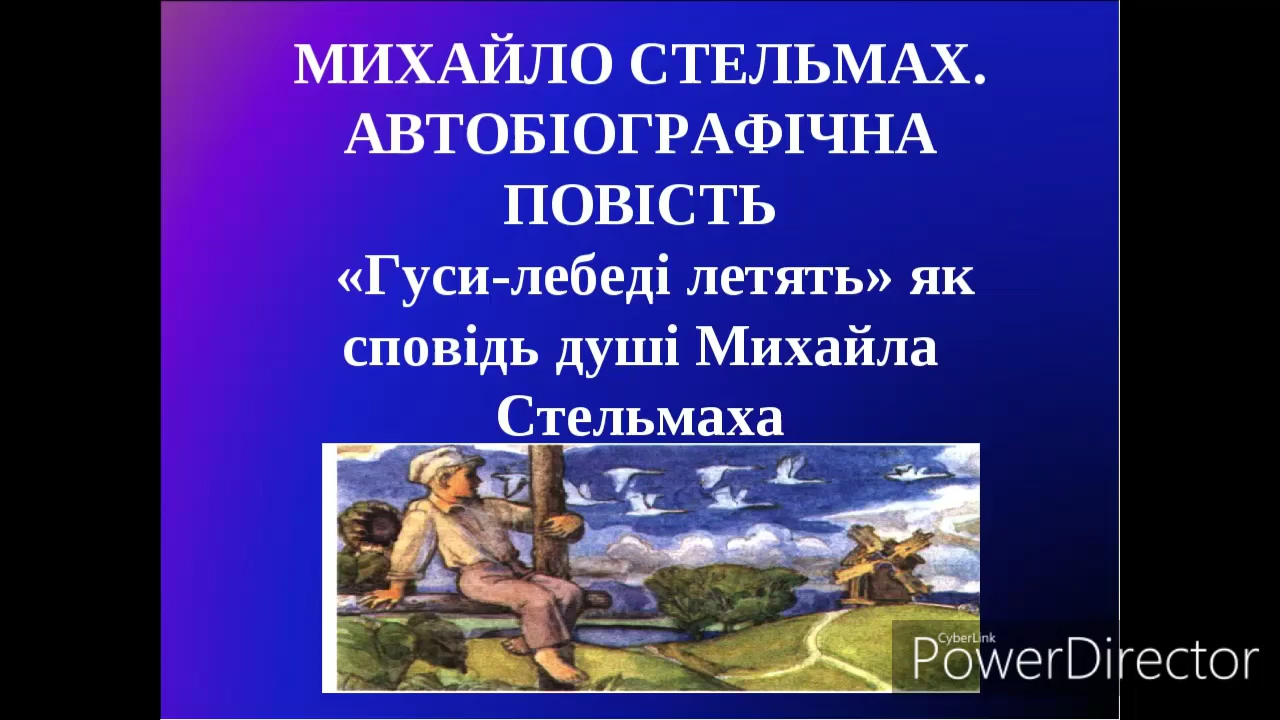 МИХАЙЛО СТЕЛЬМАХ.
АВТОБІОГРАФІЧНА
ПОВІСТЬ
«Гуси-лебеді летять» як
сповідь душі Михайла
Стельмаха
CyberLink
PowerDirector